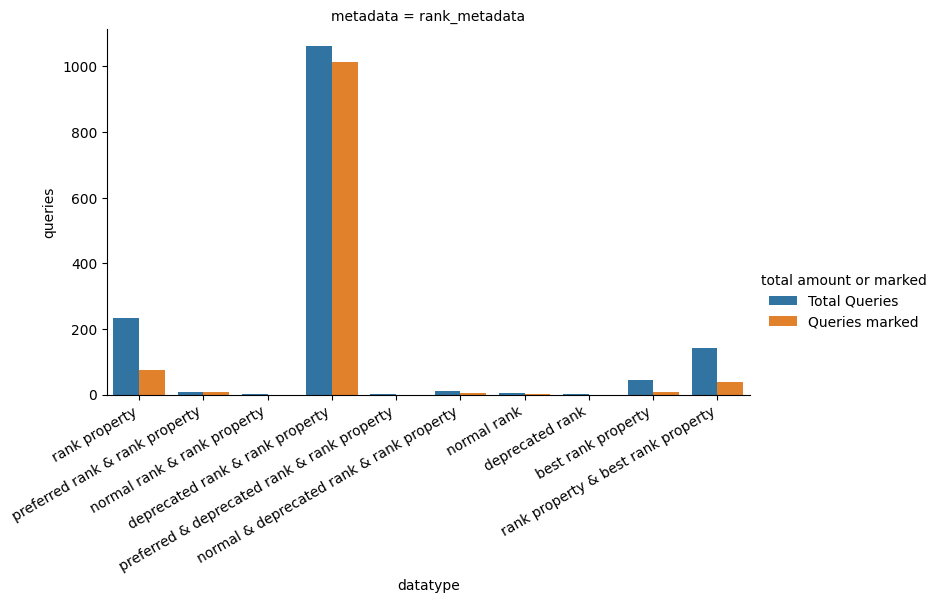 metadata = rank_metadata
queries
1000
800
600
400
200
0
total amount or marked
Total Queries
Queries marked
rank property
preferred rank & rank property
normal rank & rank property
deprecated rank & rank property
preferred & deprecated rank & rank property
normal & deprecated rank & rank property
normal rank
deprecated rank
best rank property
rank property & best rank property
datatype